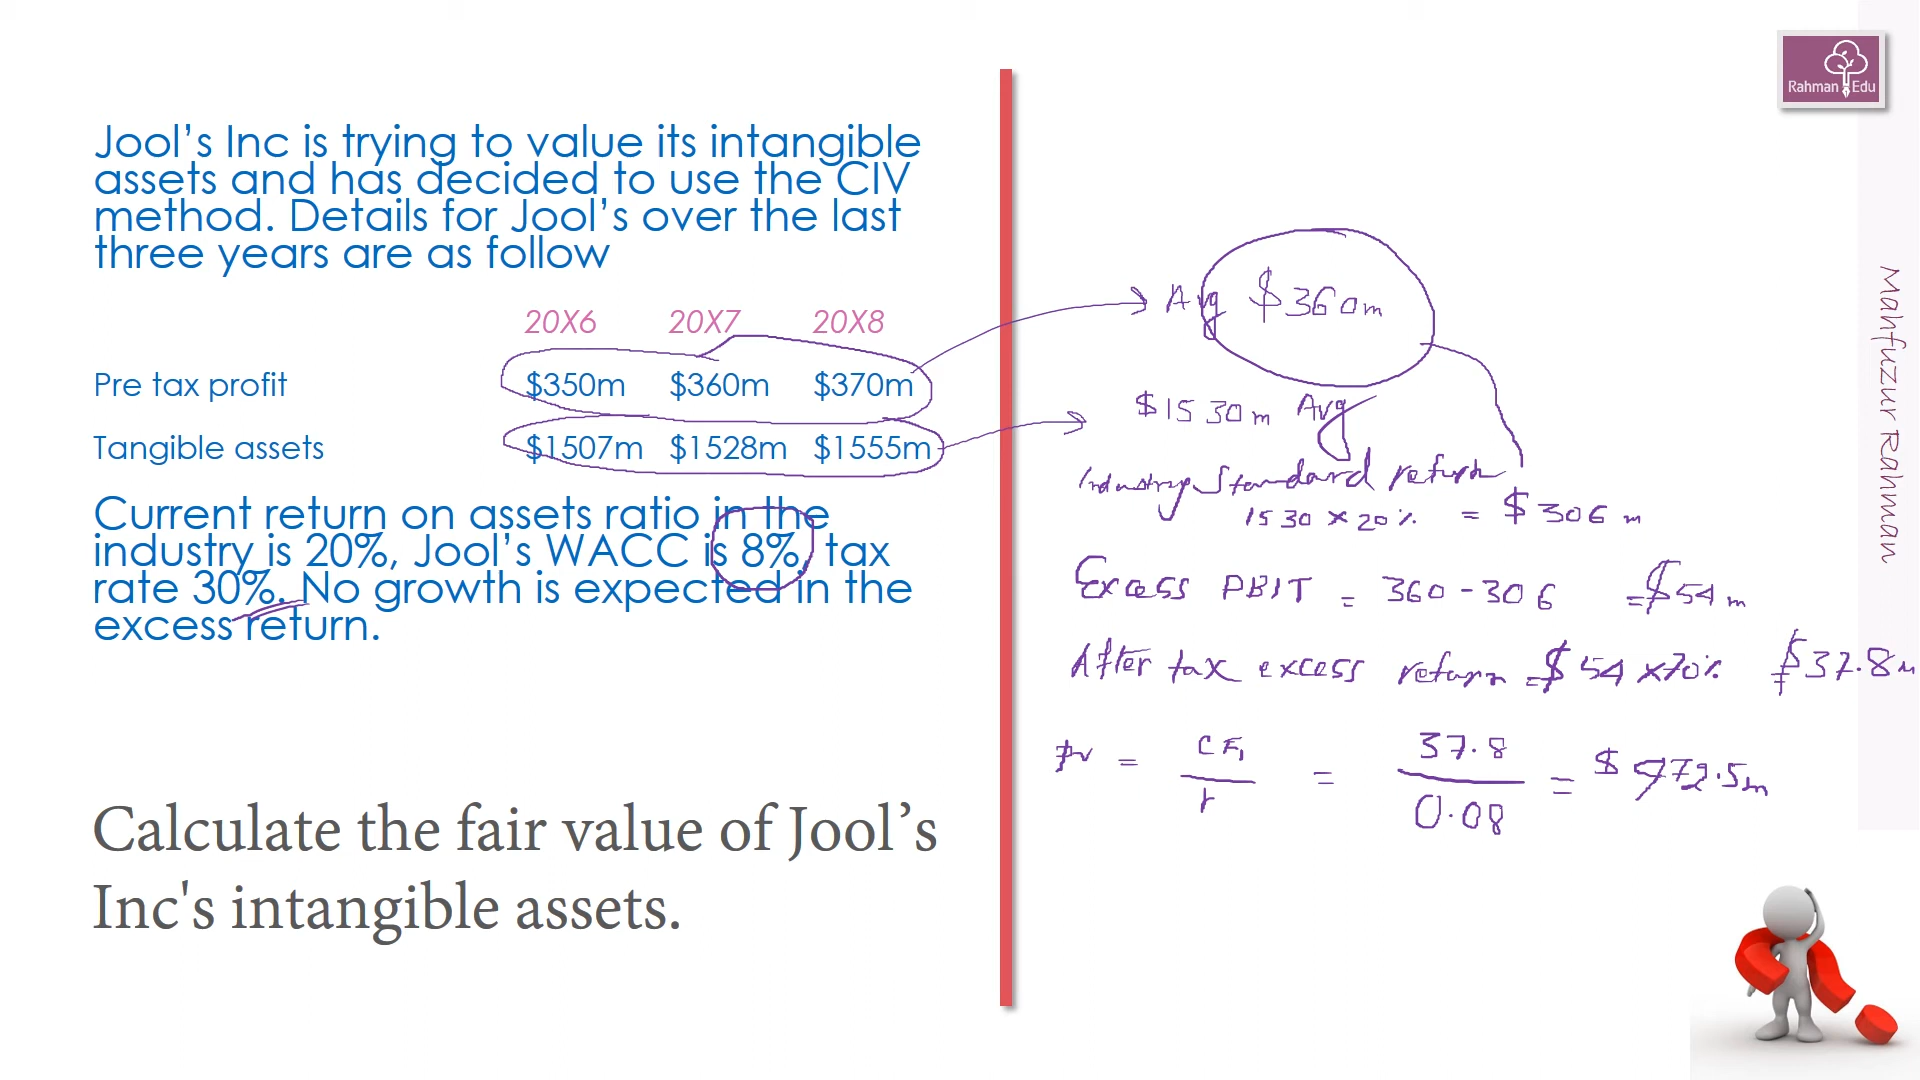 Rahman Edu
Mahfuzur Rahman
Jool’s Inc is trying to value its intangible
assets and has decided to use the CIV
method. Details for Jool’s over the last
three years are as follow
20X6 20X7 20X8
Pre tax profit $350m $360m $370m
Tangible assets $1507m $1528m $1555m
Current return on assets ratio in the
industry is 20%, Jool’s WACC is 8%, tax
rate 30%. No growth is expected in the
excess return.
Calculate the fair value of Jool’s
Inc's intangible assets.
Avg $360m
$1530m Avg
Industry Standard return
1530 × 20% = $306m
Excess PBIT = 360 - 306 = $54m
After tax excess return = $54 × 70% = $37.8m
PV = CF1 / r = 37.8 / 0.08 = $472.5m